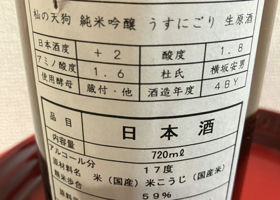 杣の天狗 純米吟醸 うすにごり 生原酒
日本酒度 +2 酸度 1.8
アミノ酸度 1.6 杜氏 横坂安男
使用酵母 蔵付・他 酒造年度 4BY
品目 日本酒
内容量 720ml
アルコール分 17度
原材料名 米(国産)米こうじ(国産)
精米歩合 59%